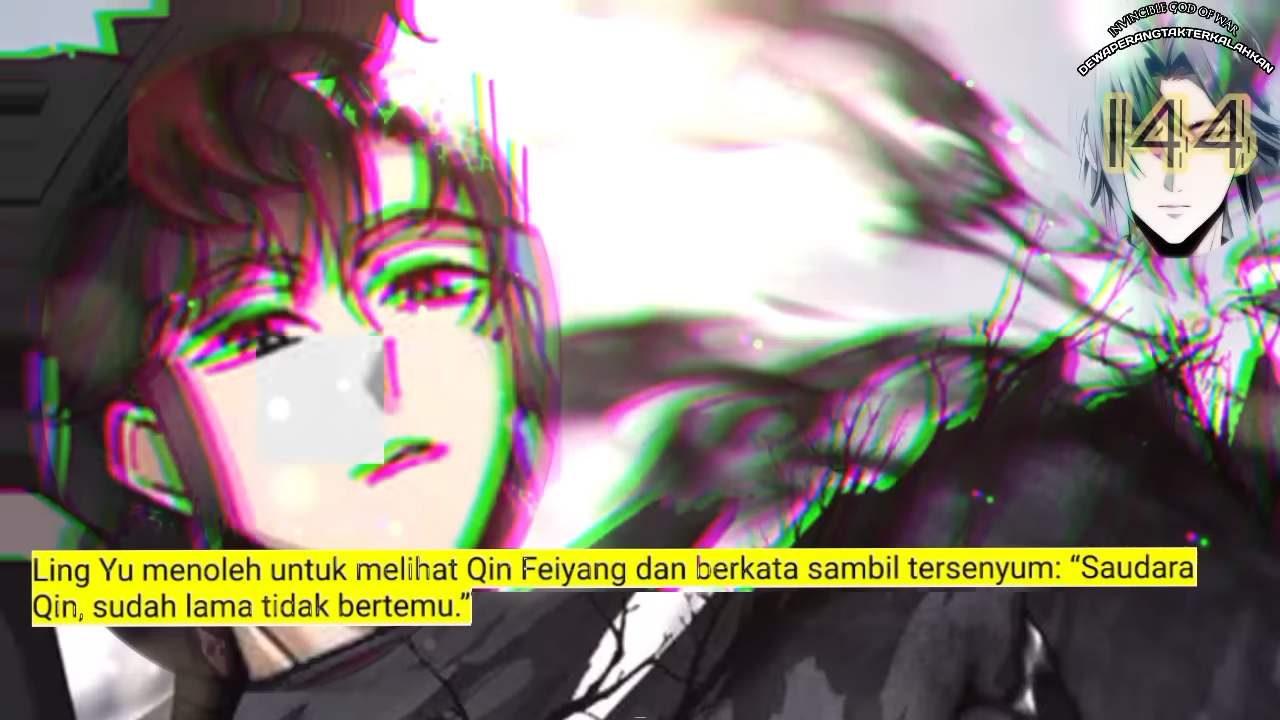 INVINCIBLE GOD OF WAR
DEWAPERANGTAKTERKALAHKAN
144
Ling Yu menoleh untuk melihat Qin Feiyang dan berkata sambil tersenyum: “Saudara
Qin, sudah lama tidak bertemu.”